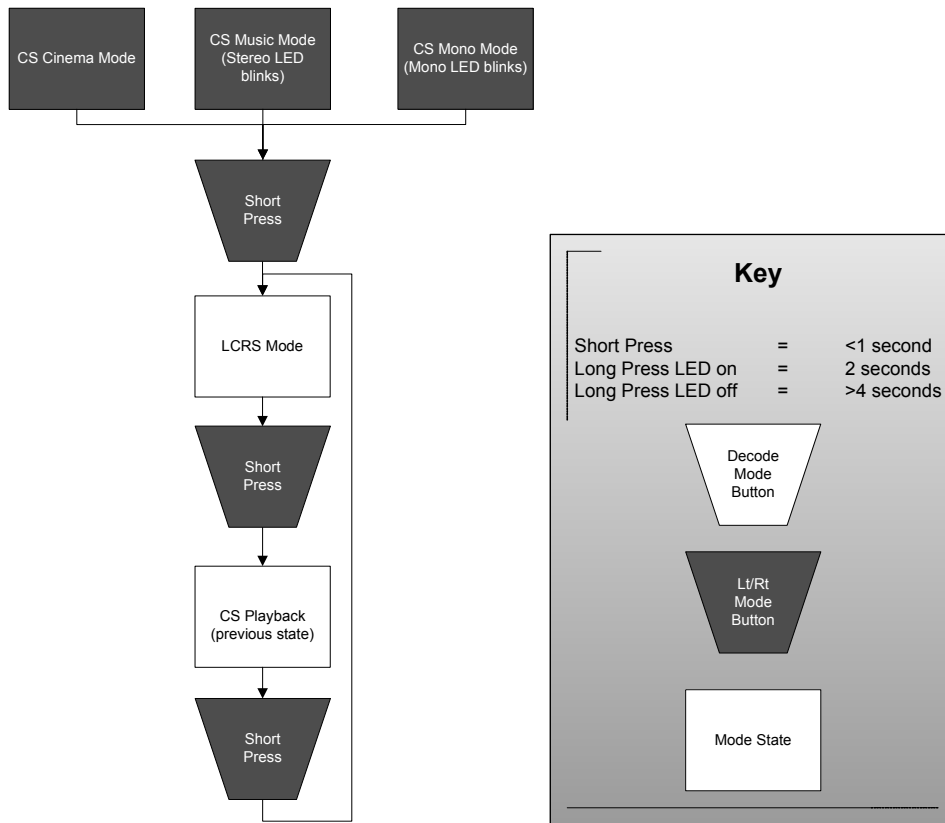 CS Cinema Mode
CS Music Mode
(Stereo LED
blinks)
CS Mono Mode
(Mono LED blinks)
Short
Press
LCRS Mode
Short
Press
CS Playback
(previous state)
Short
Press
Key
Short Press = <1 second
Long Press LED on = 2 seconds
Long Press LED off = >4 seconds
Decode
Mode
Button
Lt/Rt
Mode
Button
Mode State